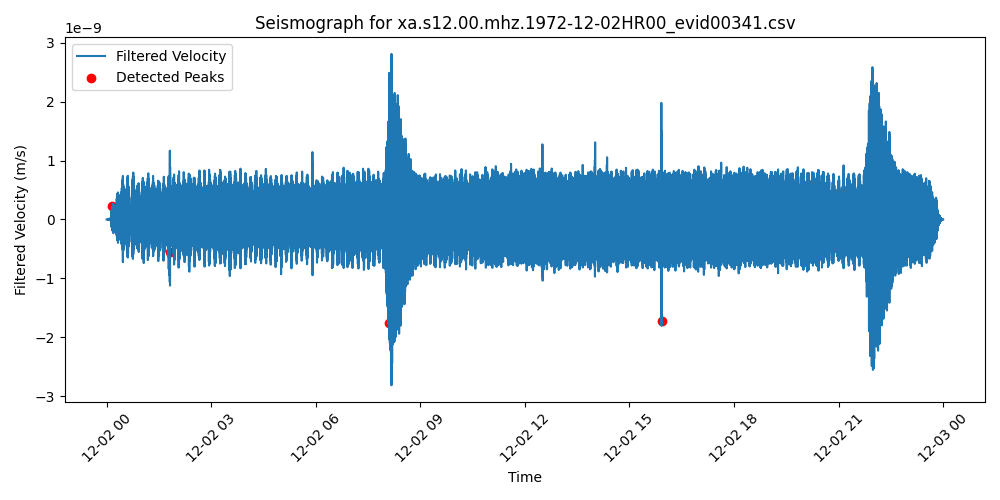 Seismograph for xa.s12.00.mhz.1972-12-02HR00_evid00341.csv
1e−9
Filtered Velocity
Detected Peaks
3
2
1
0
−1
−2
−3
Filtered Velocity (m/s)
12-02 00
12-02 03
12-02 06
12-02 09
12-02 12
12-02 15
12-02 18
12-02 21
12-03 00
Time